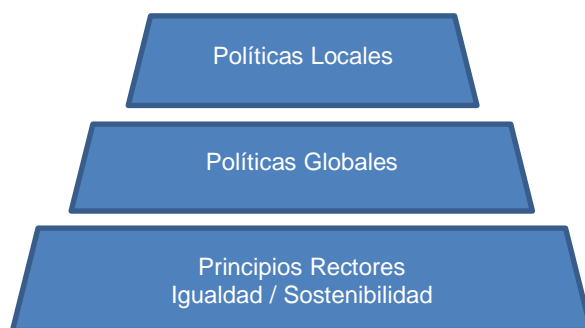 Políticas Locales
Políticas Globales
Principios Rectores
Igualdad / Sostenibilidad